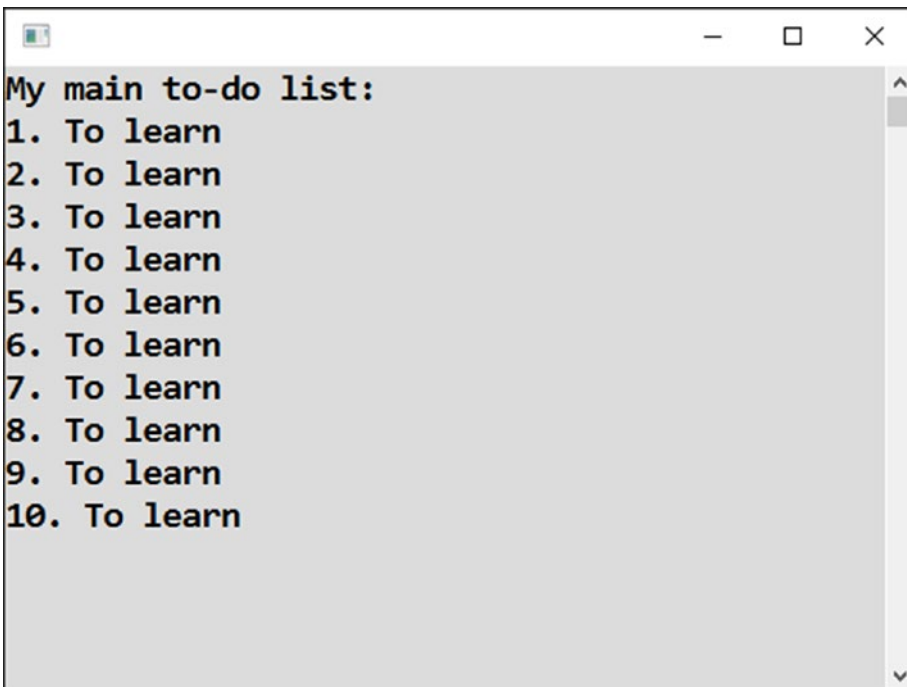 My main to-do list:
1. To learn
2. To learn
3. To learn
4. To learn
5. To learn
6. To learn
7. To learn
8. To learn
9. To learn
10. To learn